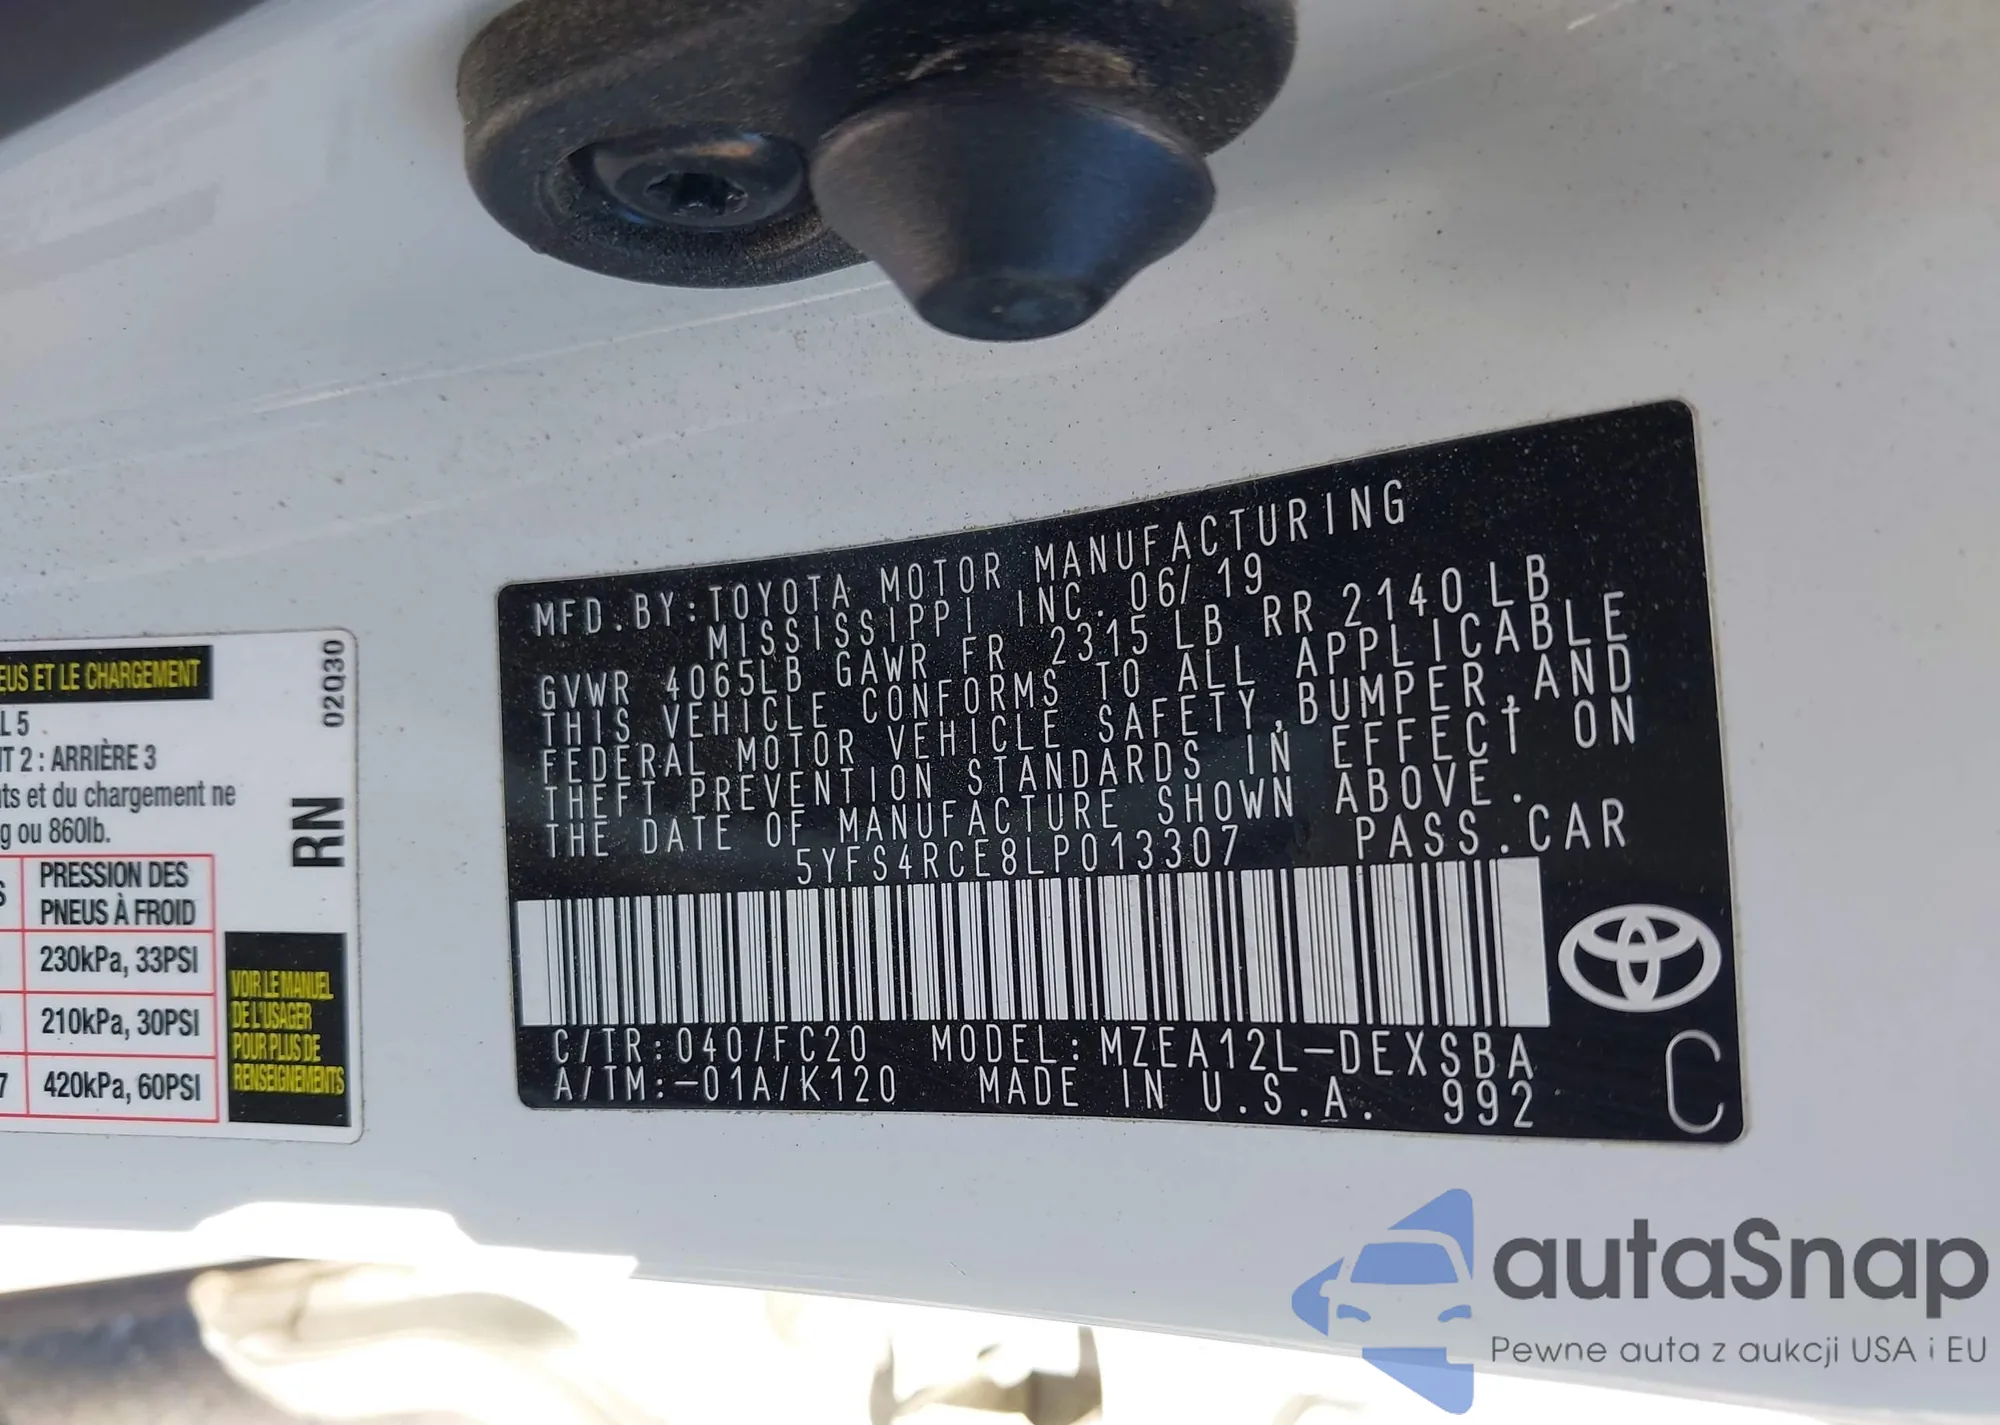 EUS ET LE CHARGEMENT
02Q30
L 5
T 2 : ARRIÈRE 3
ts et du chargement ne
g ou 860lb.
RN
S
PRESSION DES
PNEUS À FROID
230kPa, 33PSI
210kPa, 30PSI
7
420kPa, 60PSI
VOIR LE MANUEL
DE L'USAGER
POUR PLUS DE
RENSEIGNEMENTS
MFD.BY:TOYOTA MOTOR MANUFACTURING
MISSISSIPPI INC. 06/19
GVWR 4065LB GAWR FR 2315LB RR 2140LB
THIS VEHICLE CONFORMS TO ALL APPLICABLE
FEDERAL MOTOR VEHICLE SAFETY,BUMPER,AND
THEFT PREVENTION STANDARDS IN EFFECT ON
THE DATE OF MANUFACTURE SHOWN ABOVE.
5YFS4RCE8LP013307 PASS.CAR
C/TR:040/FC20 MODEL:MZEA12L-DEXSBA
A/TM:-01A/K120 MADE IN U.S.A. 992
C
autaSnap
Pewne auta z aukcji USA i EU